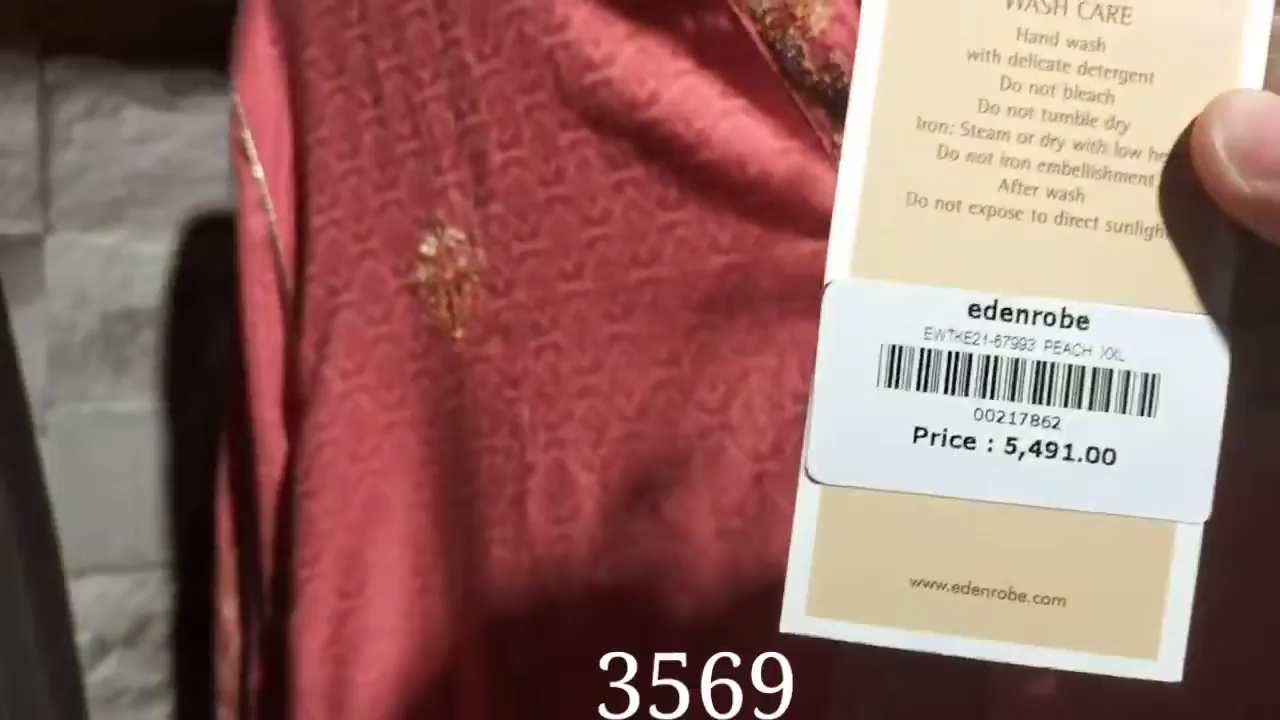 WASH CARE
Hand wash
with delicate detergent
Do not bleach
Do not tumble dry
Iron: Steam or dry with low
Do not iron embellishment
After wash
Do not expose to direct sunligh
edenrobe
EWTKE21-67993 PEACH XXL
00217862
Price : 5,491.00
www.edenrobe.com
3569